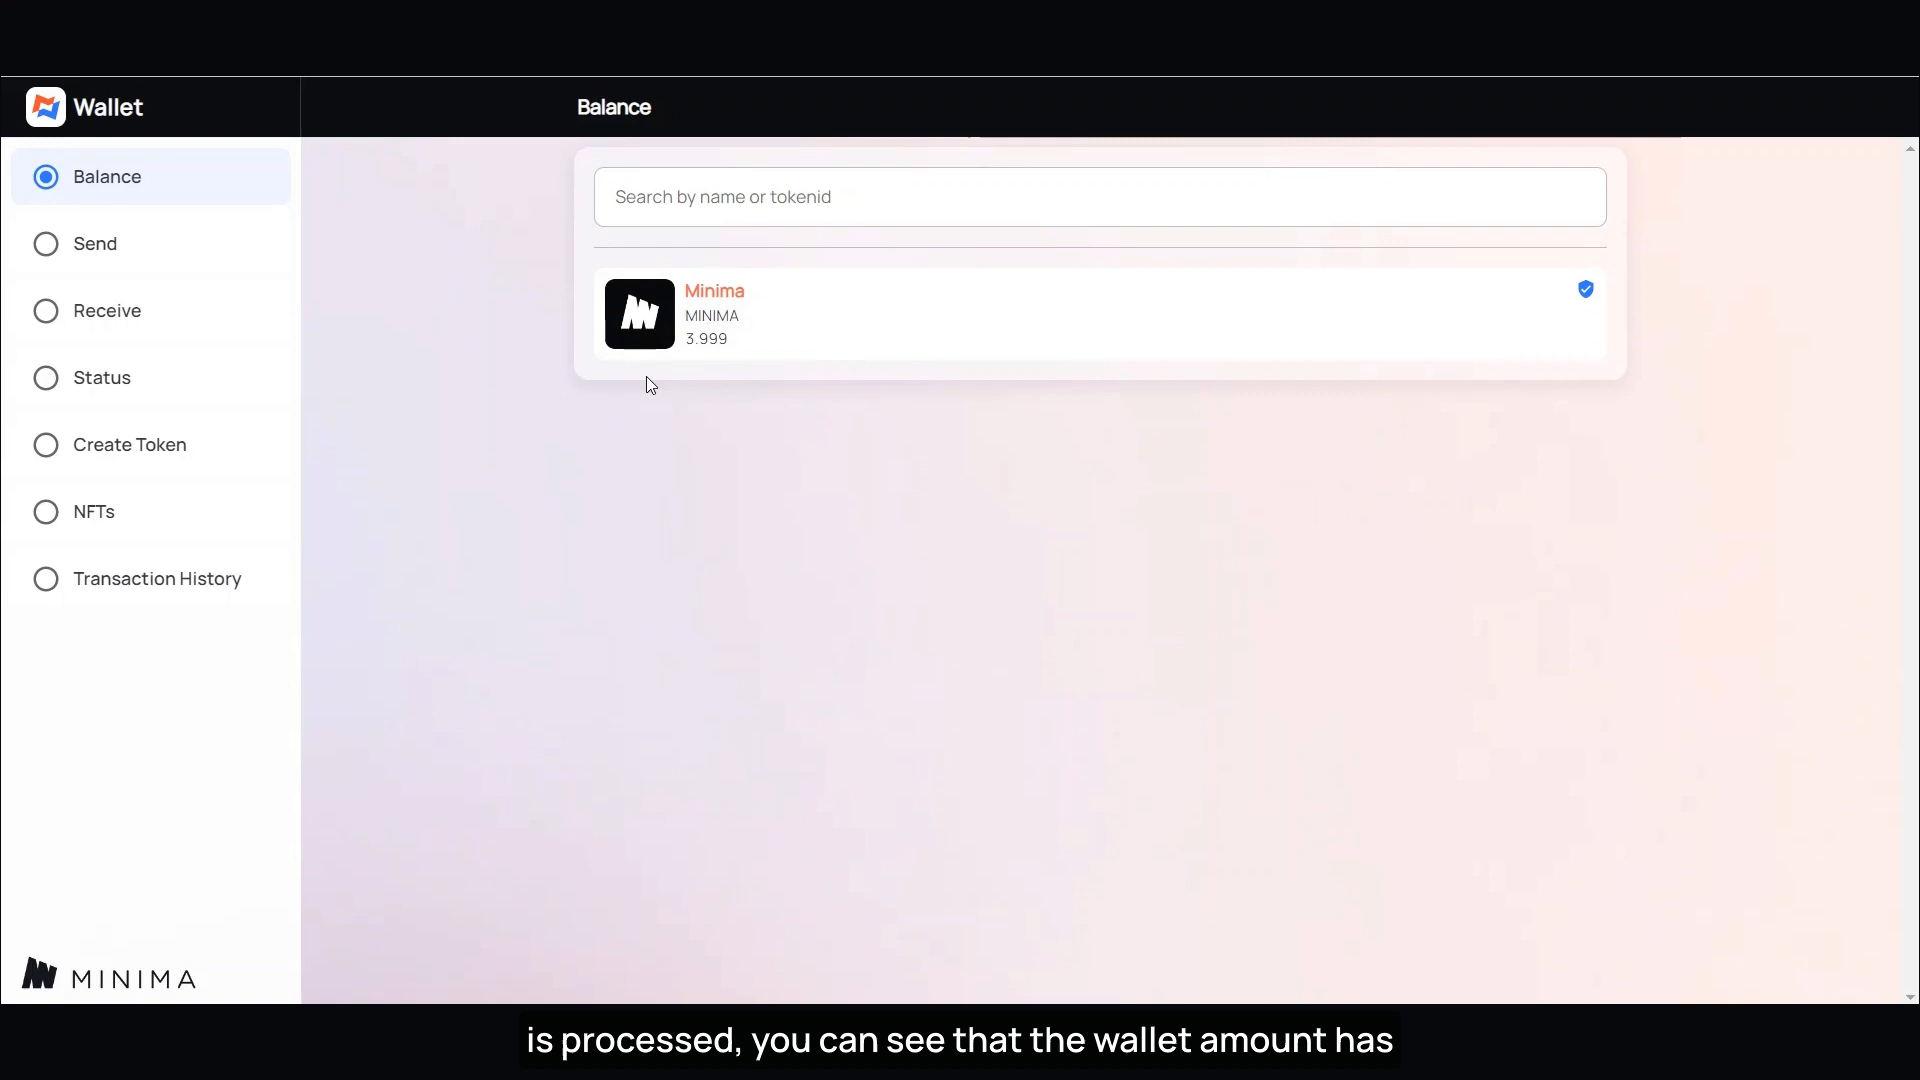 Wallet
Balance
Balance
Send
Receive
Status
Create Token
NFTs
Transaction History
Search by name or tokenid
Minima
MINIMA
3.999
MINIMA
is processed, you can see that the wallet amount has